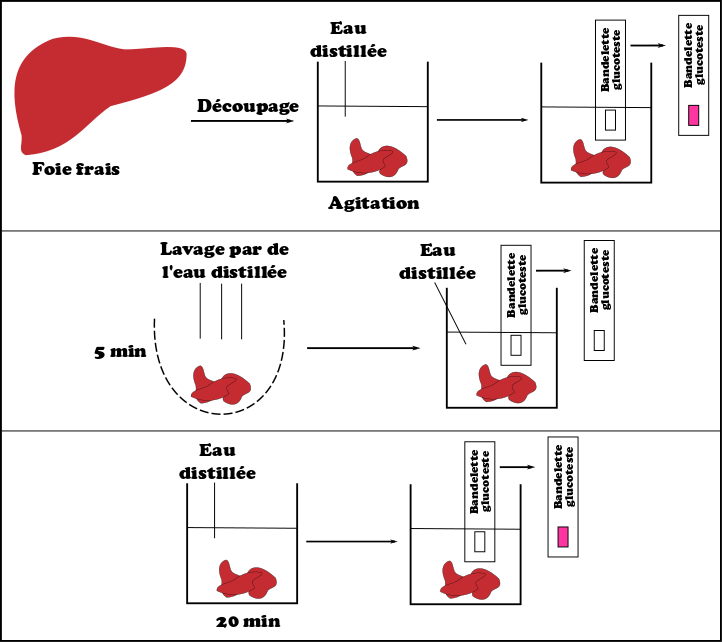 Eau
distillée
Bandelette
glucoteste
Bandelette
glucoteste
Découpage
Foie frais
Agitation
Lavage par de
l'eau distillée
Eau
distillée
Bandelette
glucoteste
Bandelette
glucoteste
5 min
Eau
distillée
Bandelette
glucoteste
Bandelette
glucoteste
20 min